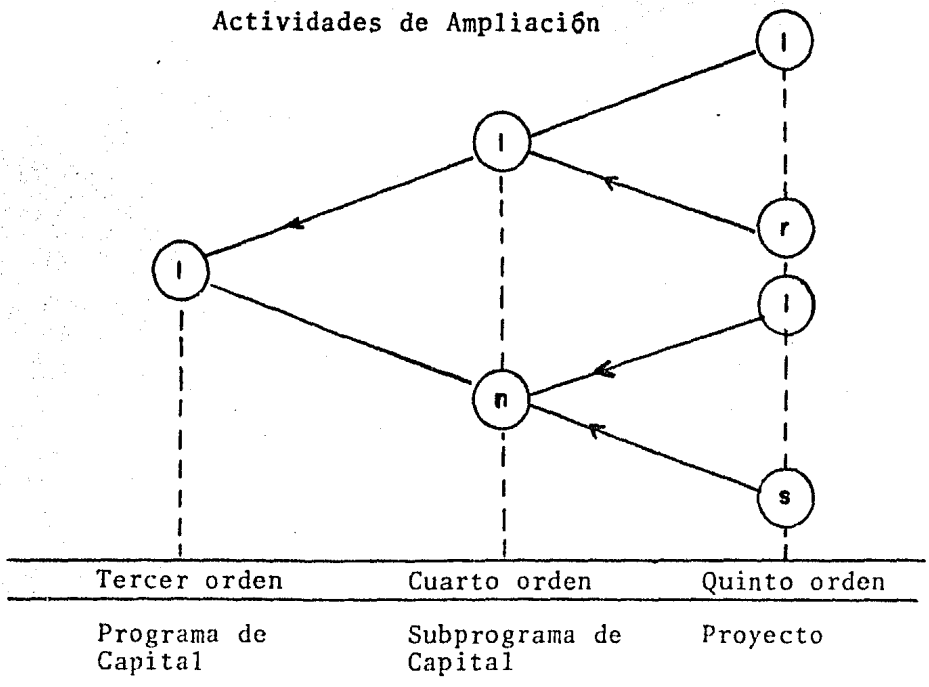 Actividades de Ampliación
l
l
r
l
l
n
s
Tercer orden Cuarto orden Quinto orden
Programa de Capital
Subprograma de Capital
Proyecto